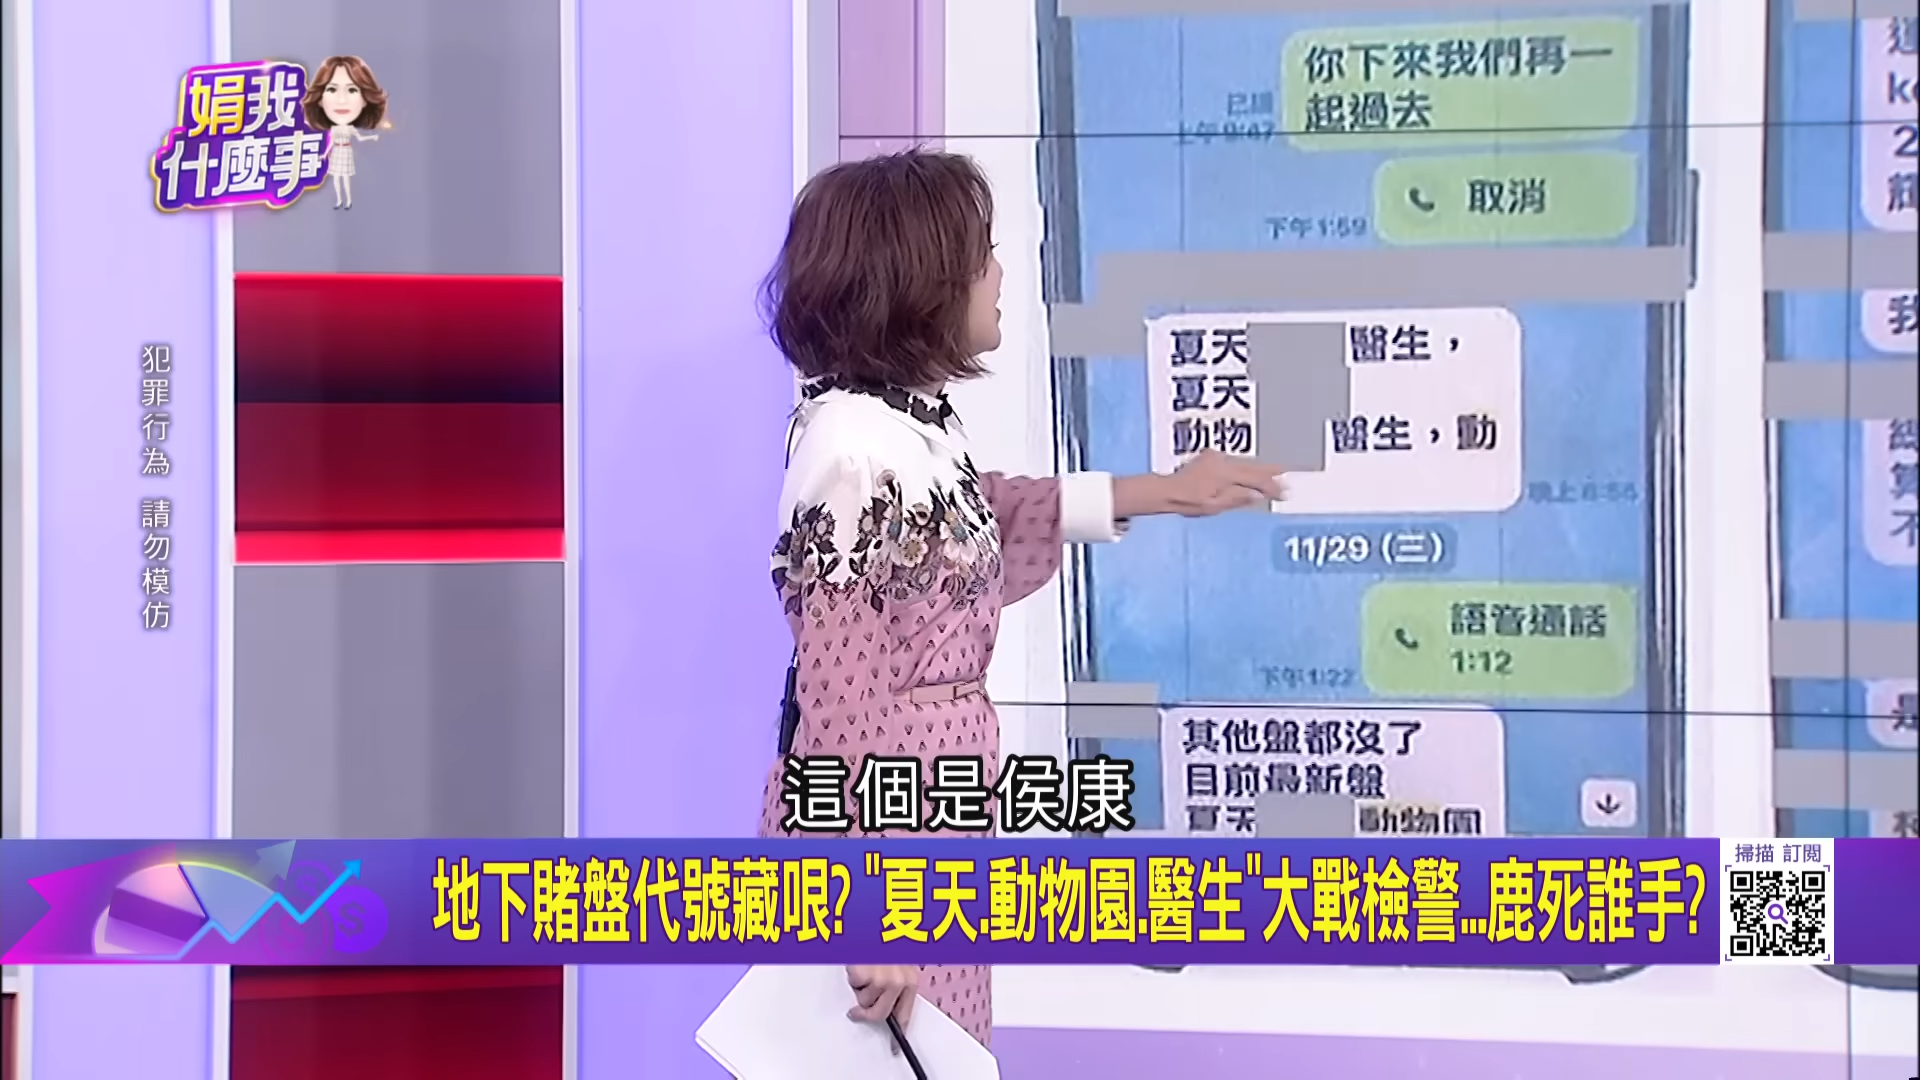 娟我
什麼事
犯罪行為 請勿模仿
你下來我們再一
起過去
已讀
上午9:47
取消
下午1:59
夏天 醫生，
夏天
動物 醫生，動
晚上8:56
11/29 (三)
語音通話
1:12
下午1:22
其他盤都沒了
目前最新盤
夏天 動物園
這個是侯康
地下賭盤代號藏哏?"夏天.動物園.醫生"大戰檢警...鹿死誰手?
掃描 訂閱